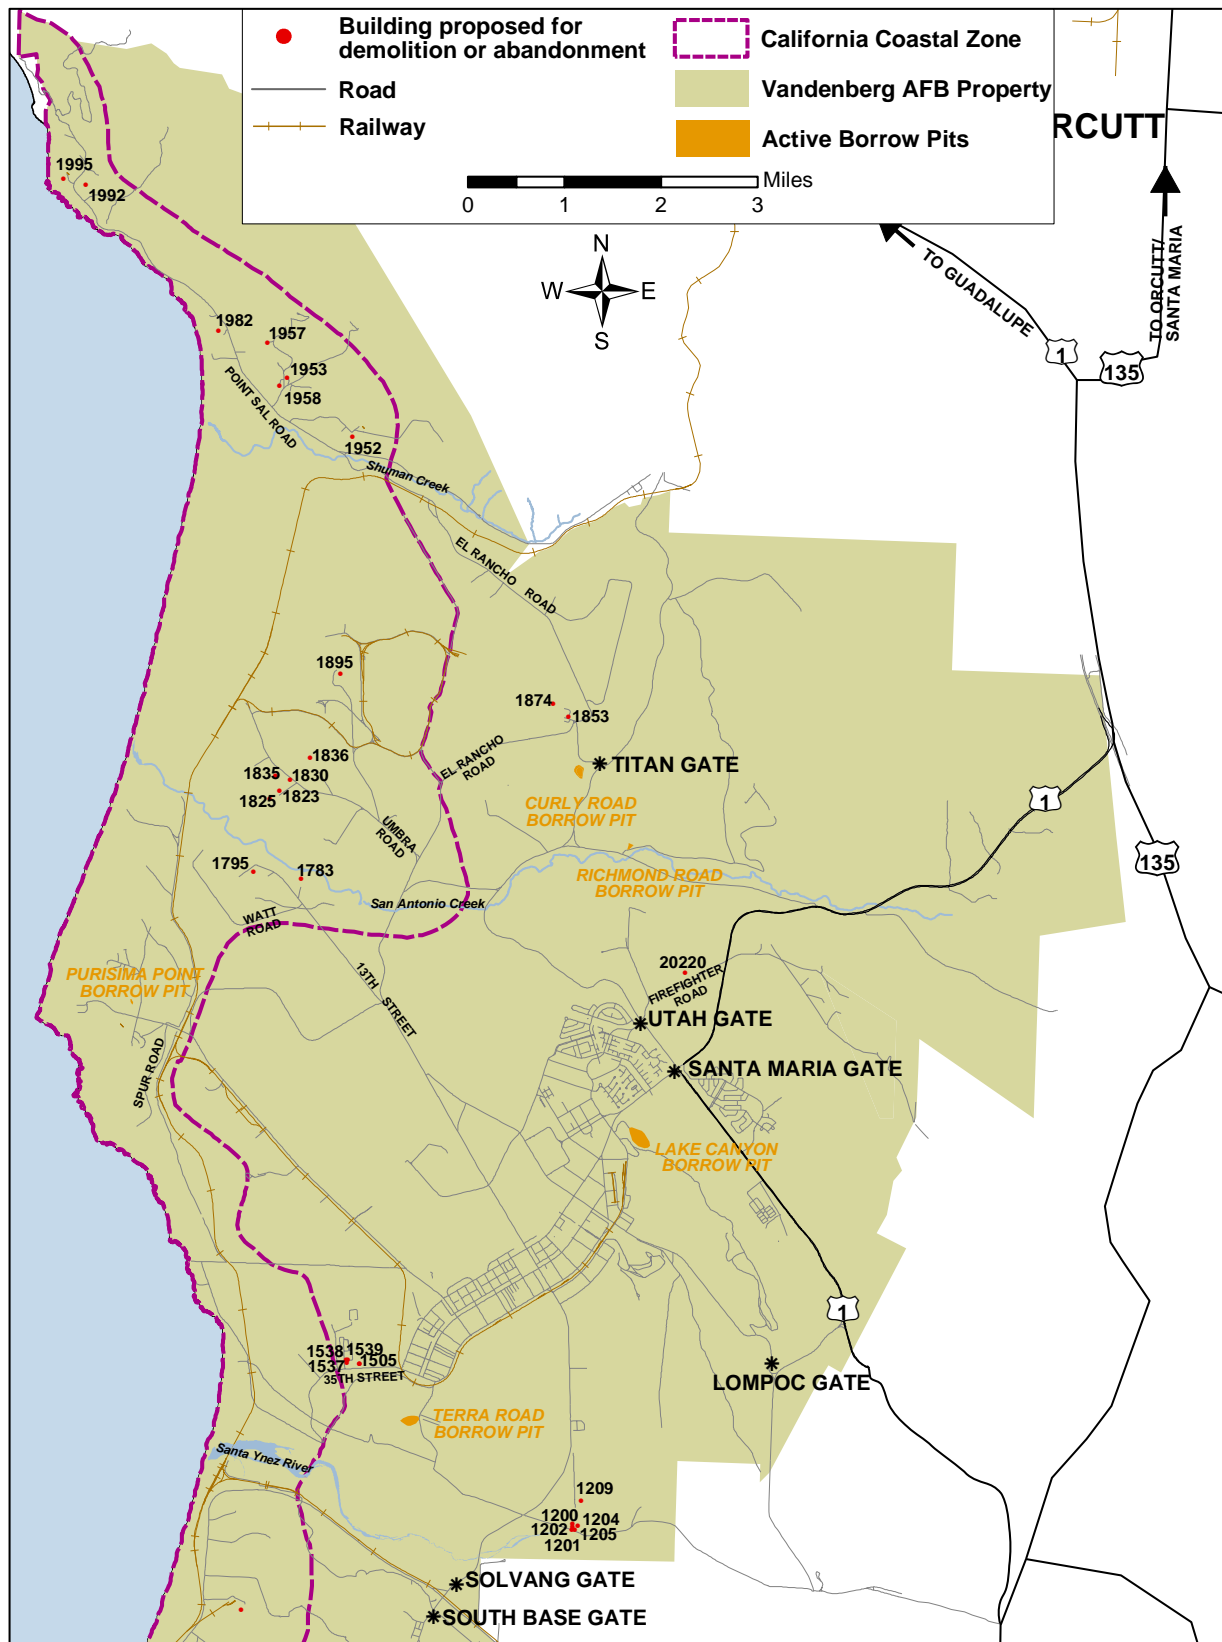 Building proposed for
demolition or abandonment
Road
Railway
California Coastal Zone
Vandenberg AFB Property
Active Borrow Pits
Miles
0 1 2 3
RCUTT
N
W E
S
TO GUADALUPE
TO ORCUTT/
SANTA MARIA
1
135
1995
1992
1982
1957
1953
1958
POINT SAL ROAD
1952
Shuman Creek
EL RANCHO ROAD
1895
1874
1853
EL RANCHO
ROAD
TITAN GATE
1836
1835
1830
1825
1823
CURLY ROAD
BORROW PIT
1
UMBRA
ROAD
135
1795
1783
RICHMOND ROAD
BORROW PIT
San Antonio Creek
WATT
ROAD
PURISIMA POINT
BORROW PIT
13TH STREET
20220
FIREFIGHTER
ROAD
UTAH GATE
SPUR ROAD
SANTA MARIA GATE
LAKE CANYON
BORROW PIT
1
1538
1539
1537
1505
35TH STREET
LOMPOC GATE
TERRA ROAD
BORROW PIT
Santa Ynez River
1209
1200
1204
1202
1205
1201
SOLVANG GATE
SOUTH BASE GATE